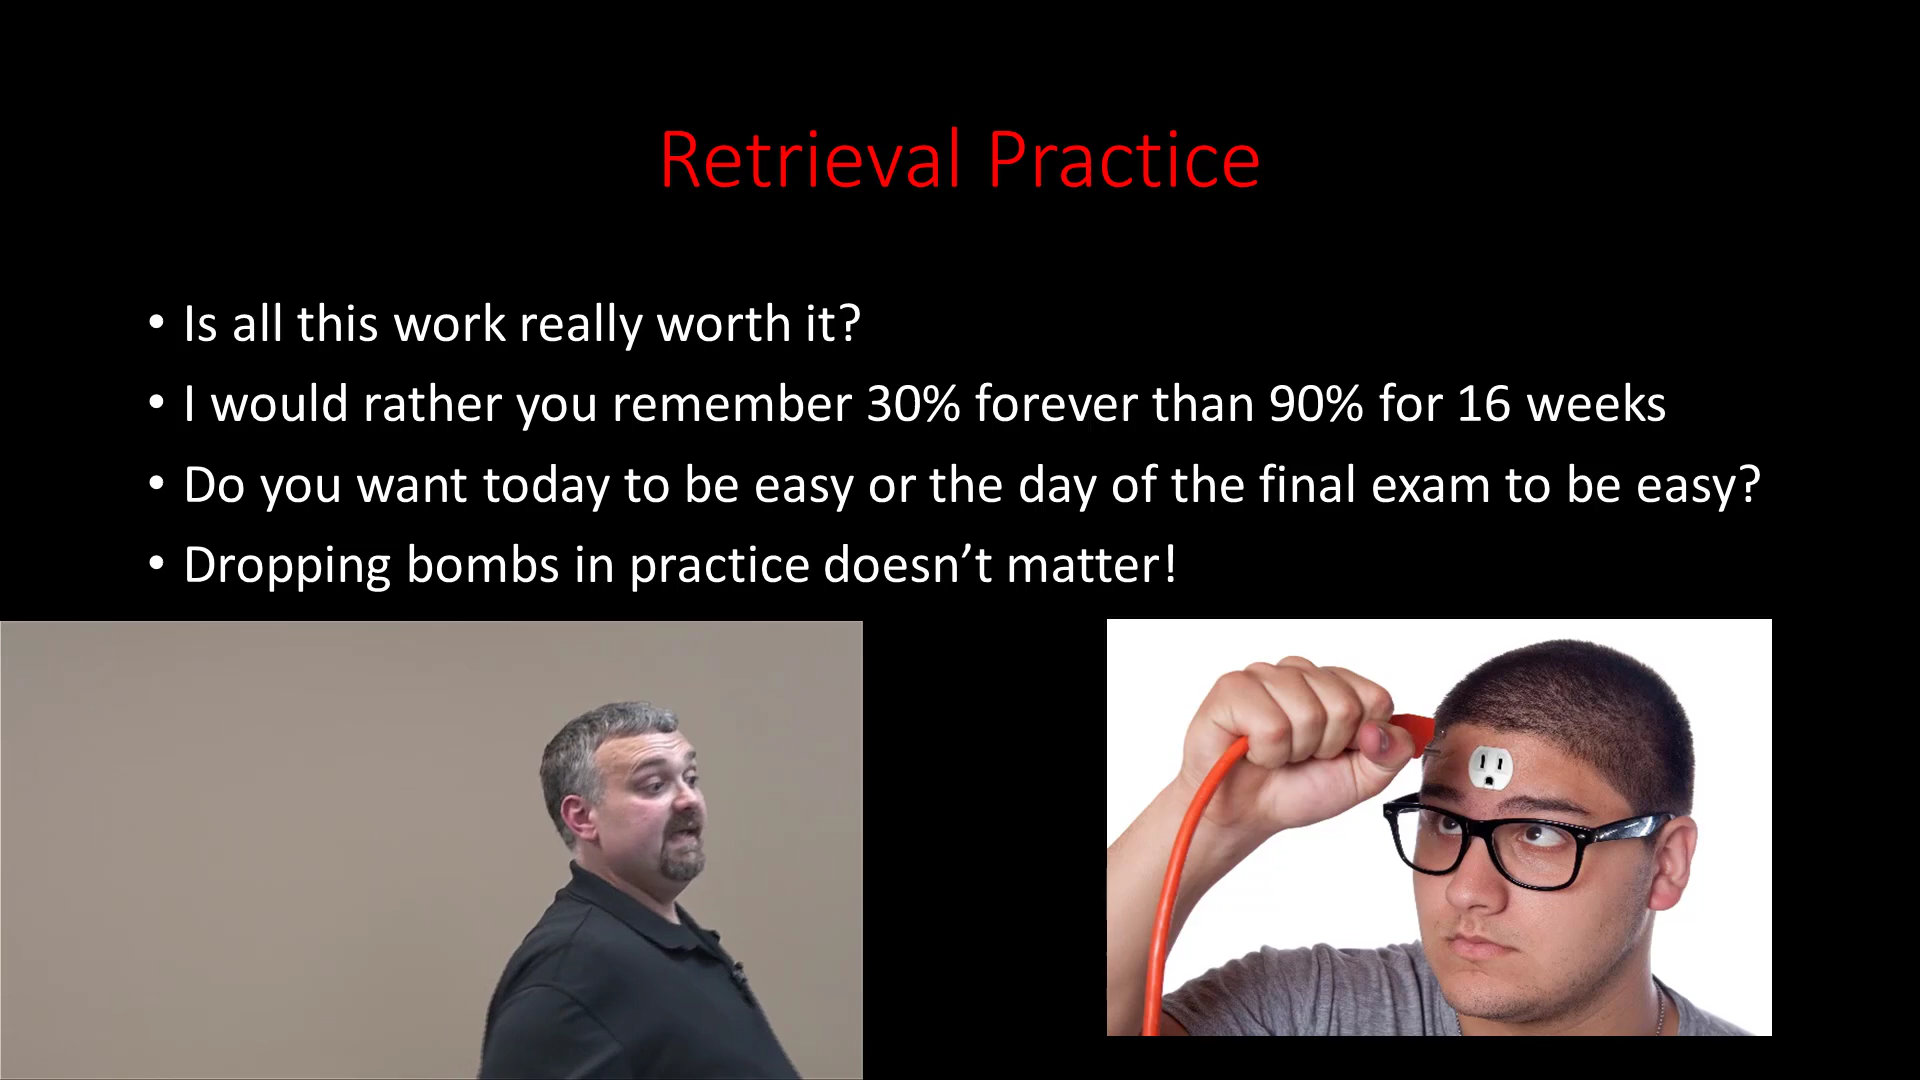 Retrieval Practice
• Is all this work really worth it?
• I would rather you remember 30% forever than 90% for 16 weeks
• Do you want today to be easy or the day of the final exam to be easy?
• Dropping bombs in practice doesn’t matter!